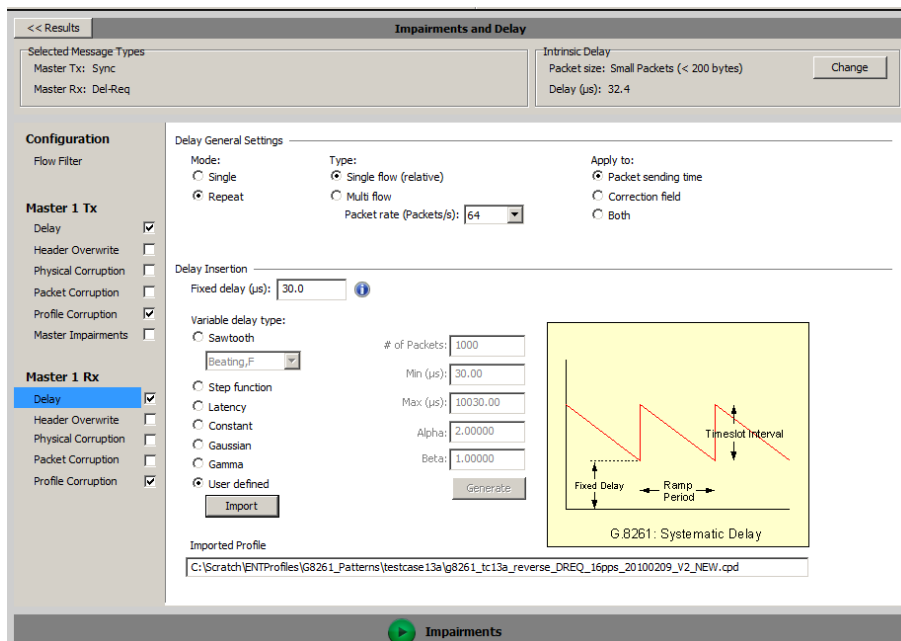 << Results
Impairments and Delay
Selected Message Types
Master Tx: Sync
Master Rx: Del-Req
Intrinsic Delay
Packet size: Small Packets (< 200 bytes)
Delay (µs): 32.4
Change
Configuration
Flow Filter
Master 1 Tx
Delay
Header Overwrite
Physical Corruption
Packet Corruption
Profile Corruption
Master Impairments
Master 1 Rx
Delay
Header Overwrite
Physical Corruption
Packet Corruption
Profile Corruption
Delay General Settings
Mode:
Single
Repeat
Type:
Single flow (relative)
Multi flow
Packet rate (Packets/s): 64
Apply to:
Packet sending time
Correction field
Both
Delay Insertion
Fixed delay (µs): 30.0
Variable delay type:
Sawtooth
Beating,F
Step function
Latency
Constant
Gaussian
Gamma
User defined
Import
# of Packets: 1000
Min (µs): 30.00
Max (µs): 10030.00
Alpha: 2.00000
Beta: 1.00000
Generate
Timeslot Interval
Fixed Delay
Ramp
Period
G.8261: Systematic Delay
Imported Profile
C:\Scratch\ENTProfiles\G8261_Patterns\testcase13a\g8261_tc13a_reverse_DREQ_16pps_20100209_V2_NEW.cpd
Impairments